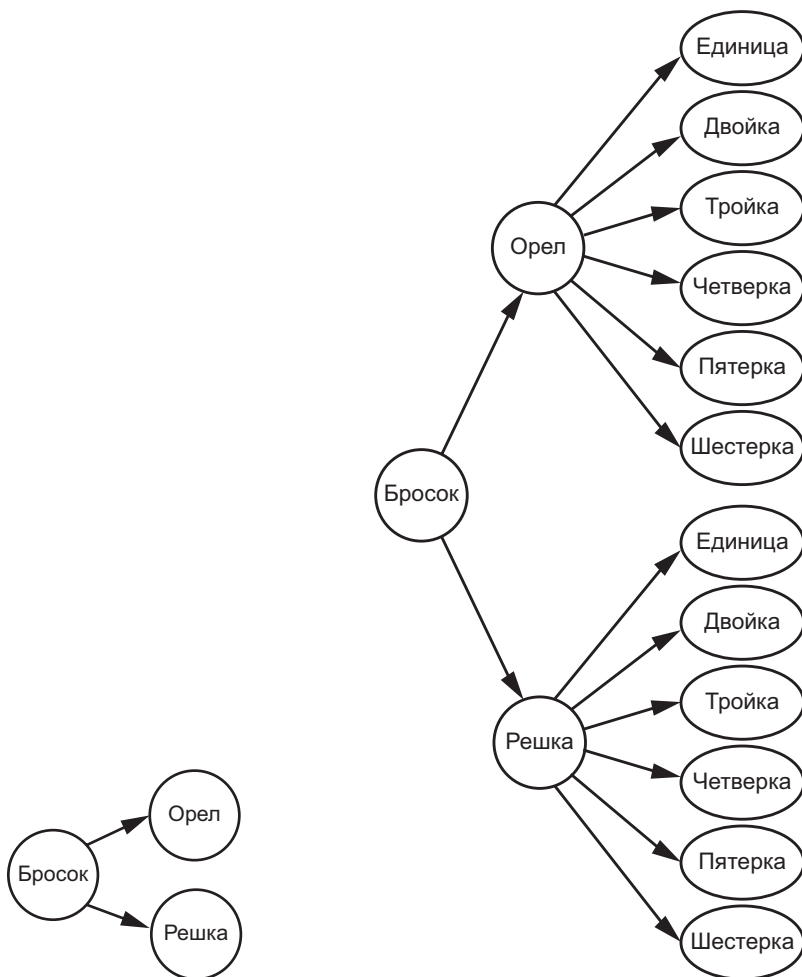 Единица
Двойка
Тройка
Орел
Четверка
Пятерка
Шестерка
Бросок
Единица
Двойка
Тройка
Решка
Четверка
Пятерка
Шестерка
Орел
Бросок
Решка